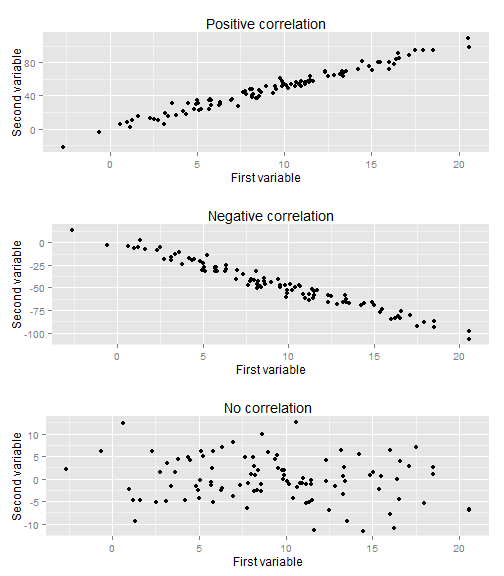 Positive correlation
80
40
0
Second variable
0 5 10 15 20
First variable
Negative correlation
0
-25
-50
-75
-100
Second variable
0 5 10 15 20
First variable
No correlation
10
5
0
-5
-10
Second variable
0 5 10 15 20
First variable